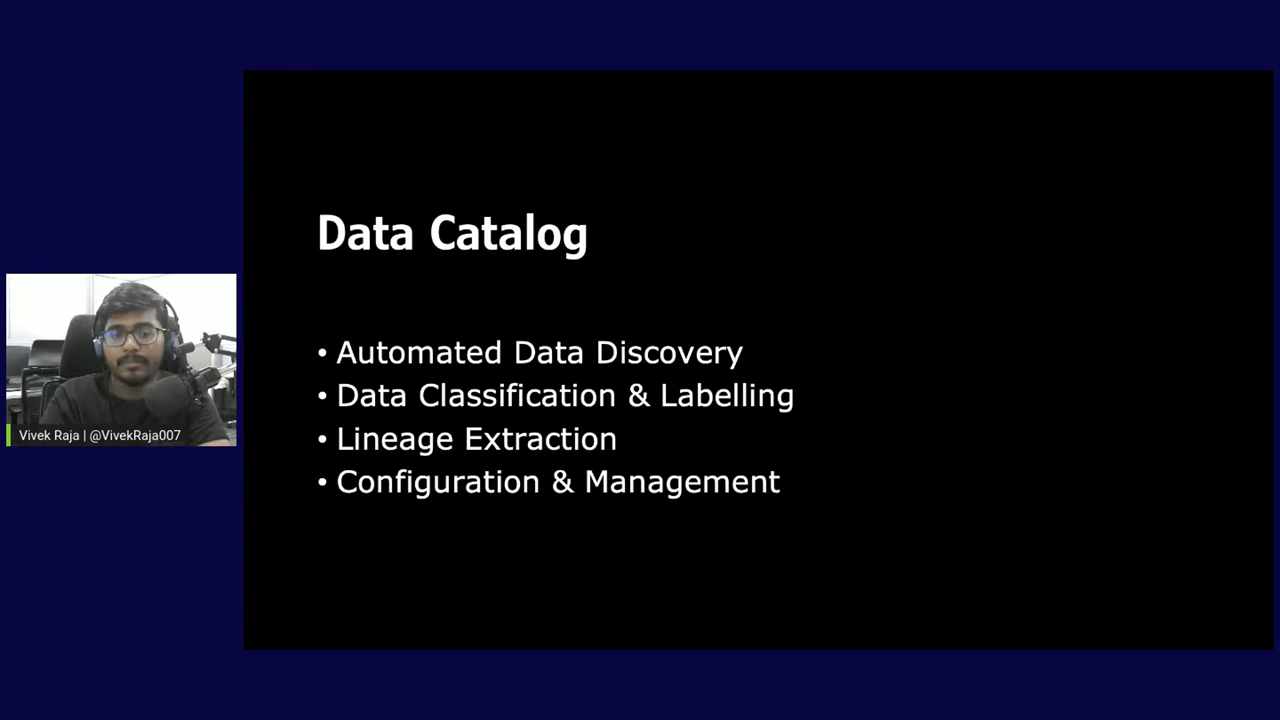 Data Catalog
• Automated Data Discovery
• Data Classification & Labelling
• Lineage Extraction
• Configuration & Management
Vivek Raja | @VivekRaja007